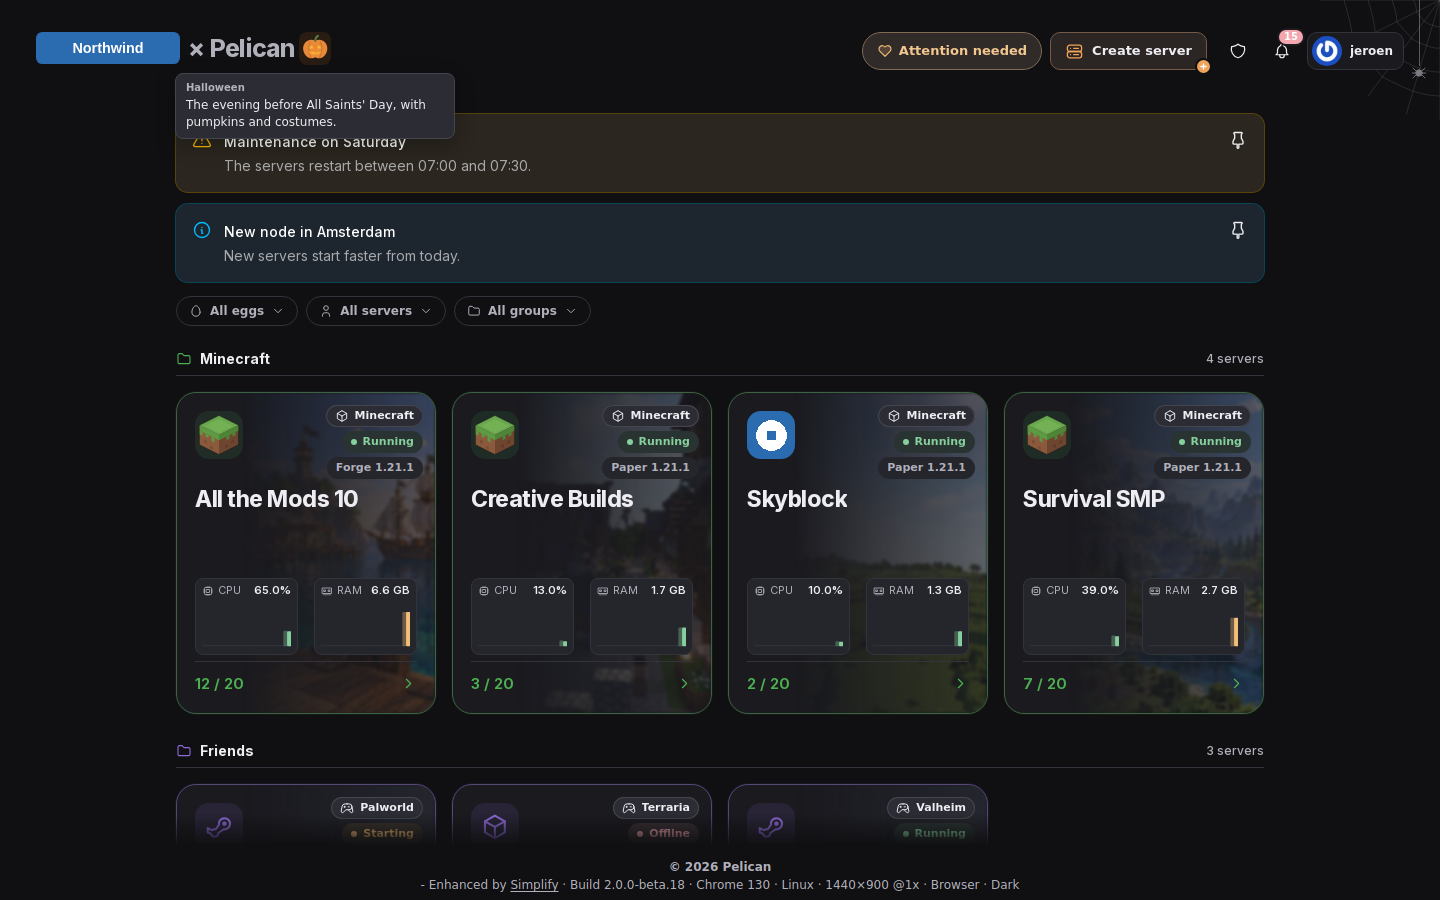 Northwind
× Pelican
Attention needed
Create server
15
jeroen
Halloween
The evening before All Saints' Day, with
pumpkins and costumes.
Maintenance on Saturday
The servers restart between 07:00 and 07:30.
New node in Amsterdam
New servers start faster from today.
All eggs
All servers
All groups
Minecraft
4 servers
Minecraft
Running
Forge 1.21.1
All the Mods 10
CPU 65.0%
RAM 6.6 GB
12 / 20
Minecraft
Running
Paper 1.21.1
Creative Builds
CPU 13.0%
RAM 1.7 GB
3 / 20
Minecraft
Running
Paper 1.21.1
Skyblock
CPU 10.0%
RAM 1.3 GB
2 / 20
Minecraft
Running
Paper 1.21.1
Survival SMP
CPU 39.0%
RAM 2.7 GB
7 / 20
Friends
3 servers
Palworld
Starting
Terraria
Offline
Valheim
Running
© 2026 Pelican
- Enhanced by Simplify · Build 2.0.0-beta.18 · Chrome 130 · Linux · 1440×900 @1x · Browser · Dark